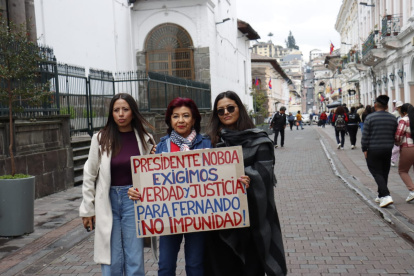 PRESIDENTE NOBOA:
EXIGIMOS
VERDAD Y JUSTICIA
PARA FERNANDO
¡NO IMPUNIDAD!